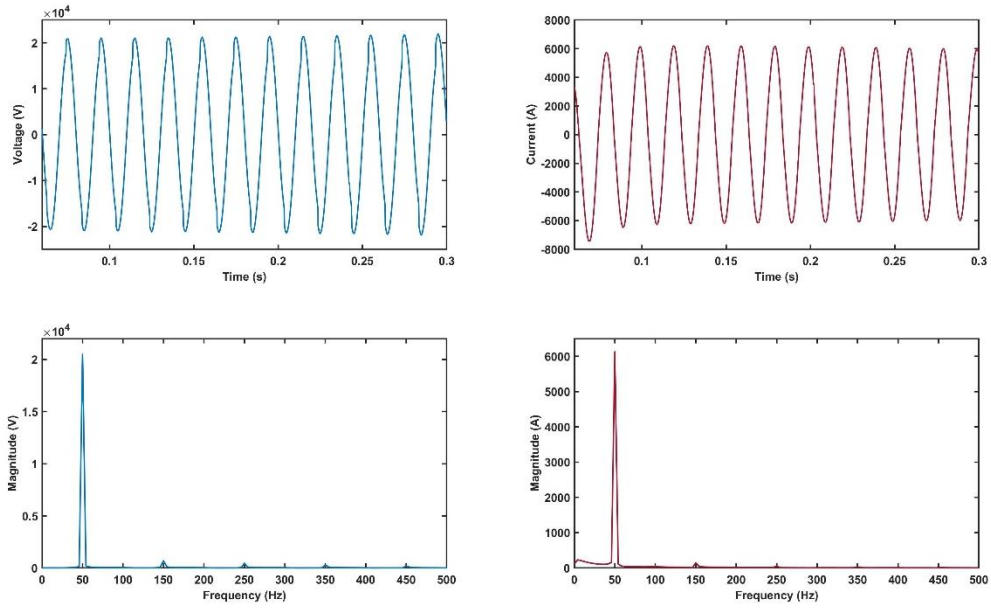 ×10⁴
2
1
0
-1
-2
Voltage (V)
0.1 0.15 0.2 0.25 0.3
Time (s)
8000
6000
4000
2000
0
-2000
-4000
-6000
-8000
Current (A)
0.1 0.15 0.2 0.25 0.3
Time (s)
×10⁴
2
1.5
1
0.5
0
Magnitude (V)
0 50 100 150 200 250 300 350 400 450 500
Frequency (Hz)
6000
5000
4000
3000
2000
1000
0
Magnitude (A)
0 50 100 150 200 250 300 350 400 450 500
Frequency (Hz)